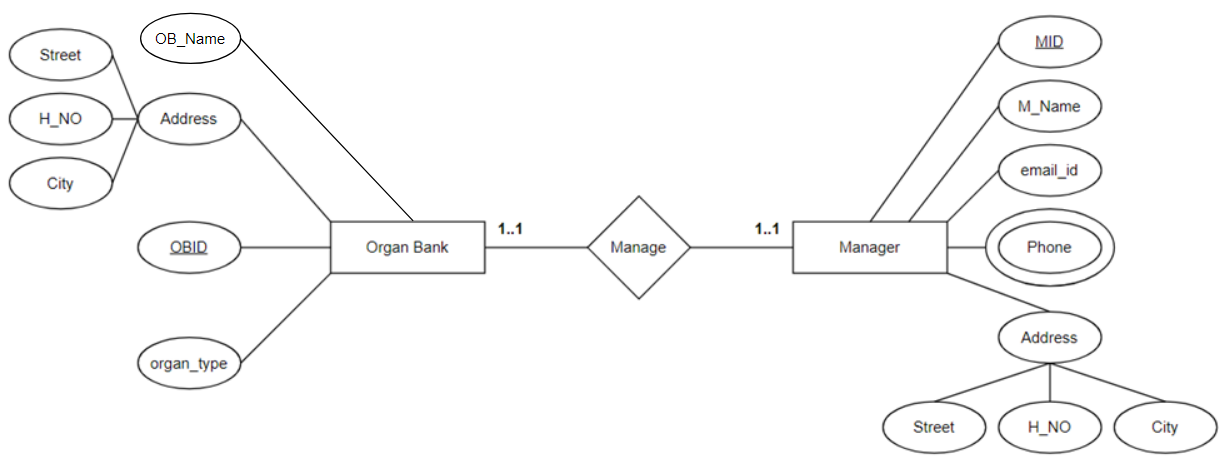 OB_Name
Street
Address
H_NO
City
OBID
organ_type
Organ Bank
1..1
Manage
1..1
Manager
MID
M_Name
email_id
Phone
Address
Street
H_NO
City